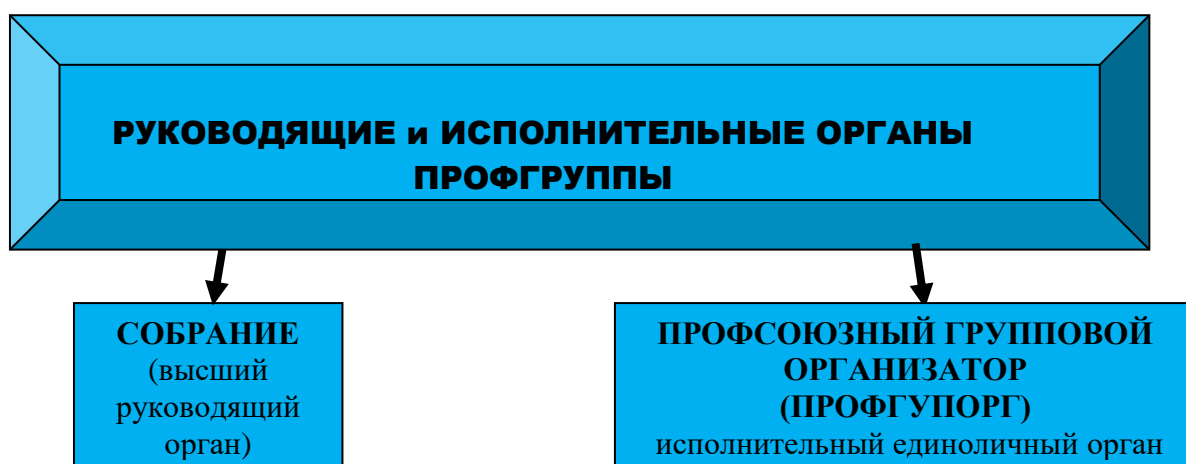 РУКОВОДЯЩИЕ и ИСПОЛНИТЕЛЬНЫЕ ОРГАНЫ
ПРОФГРУППЫ
СОБРАНИЕ
(высший
руководящий
орган)
ПРОФСОЮЗНЫЙ ГРУППОВОЙ
ОРГАНИЗАТОР
(ПРОФГУПОРГ)
исполнительный единоличный орган